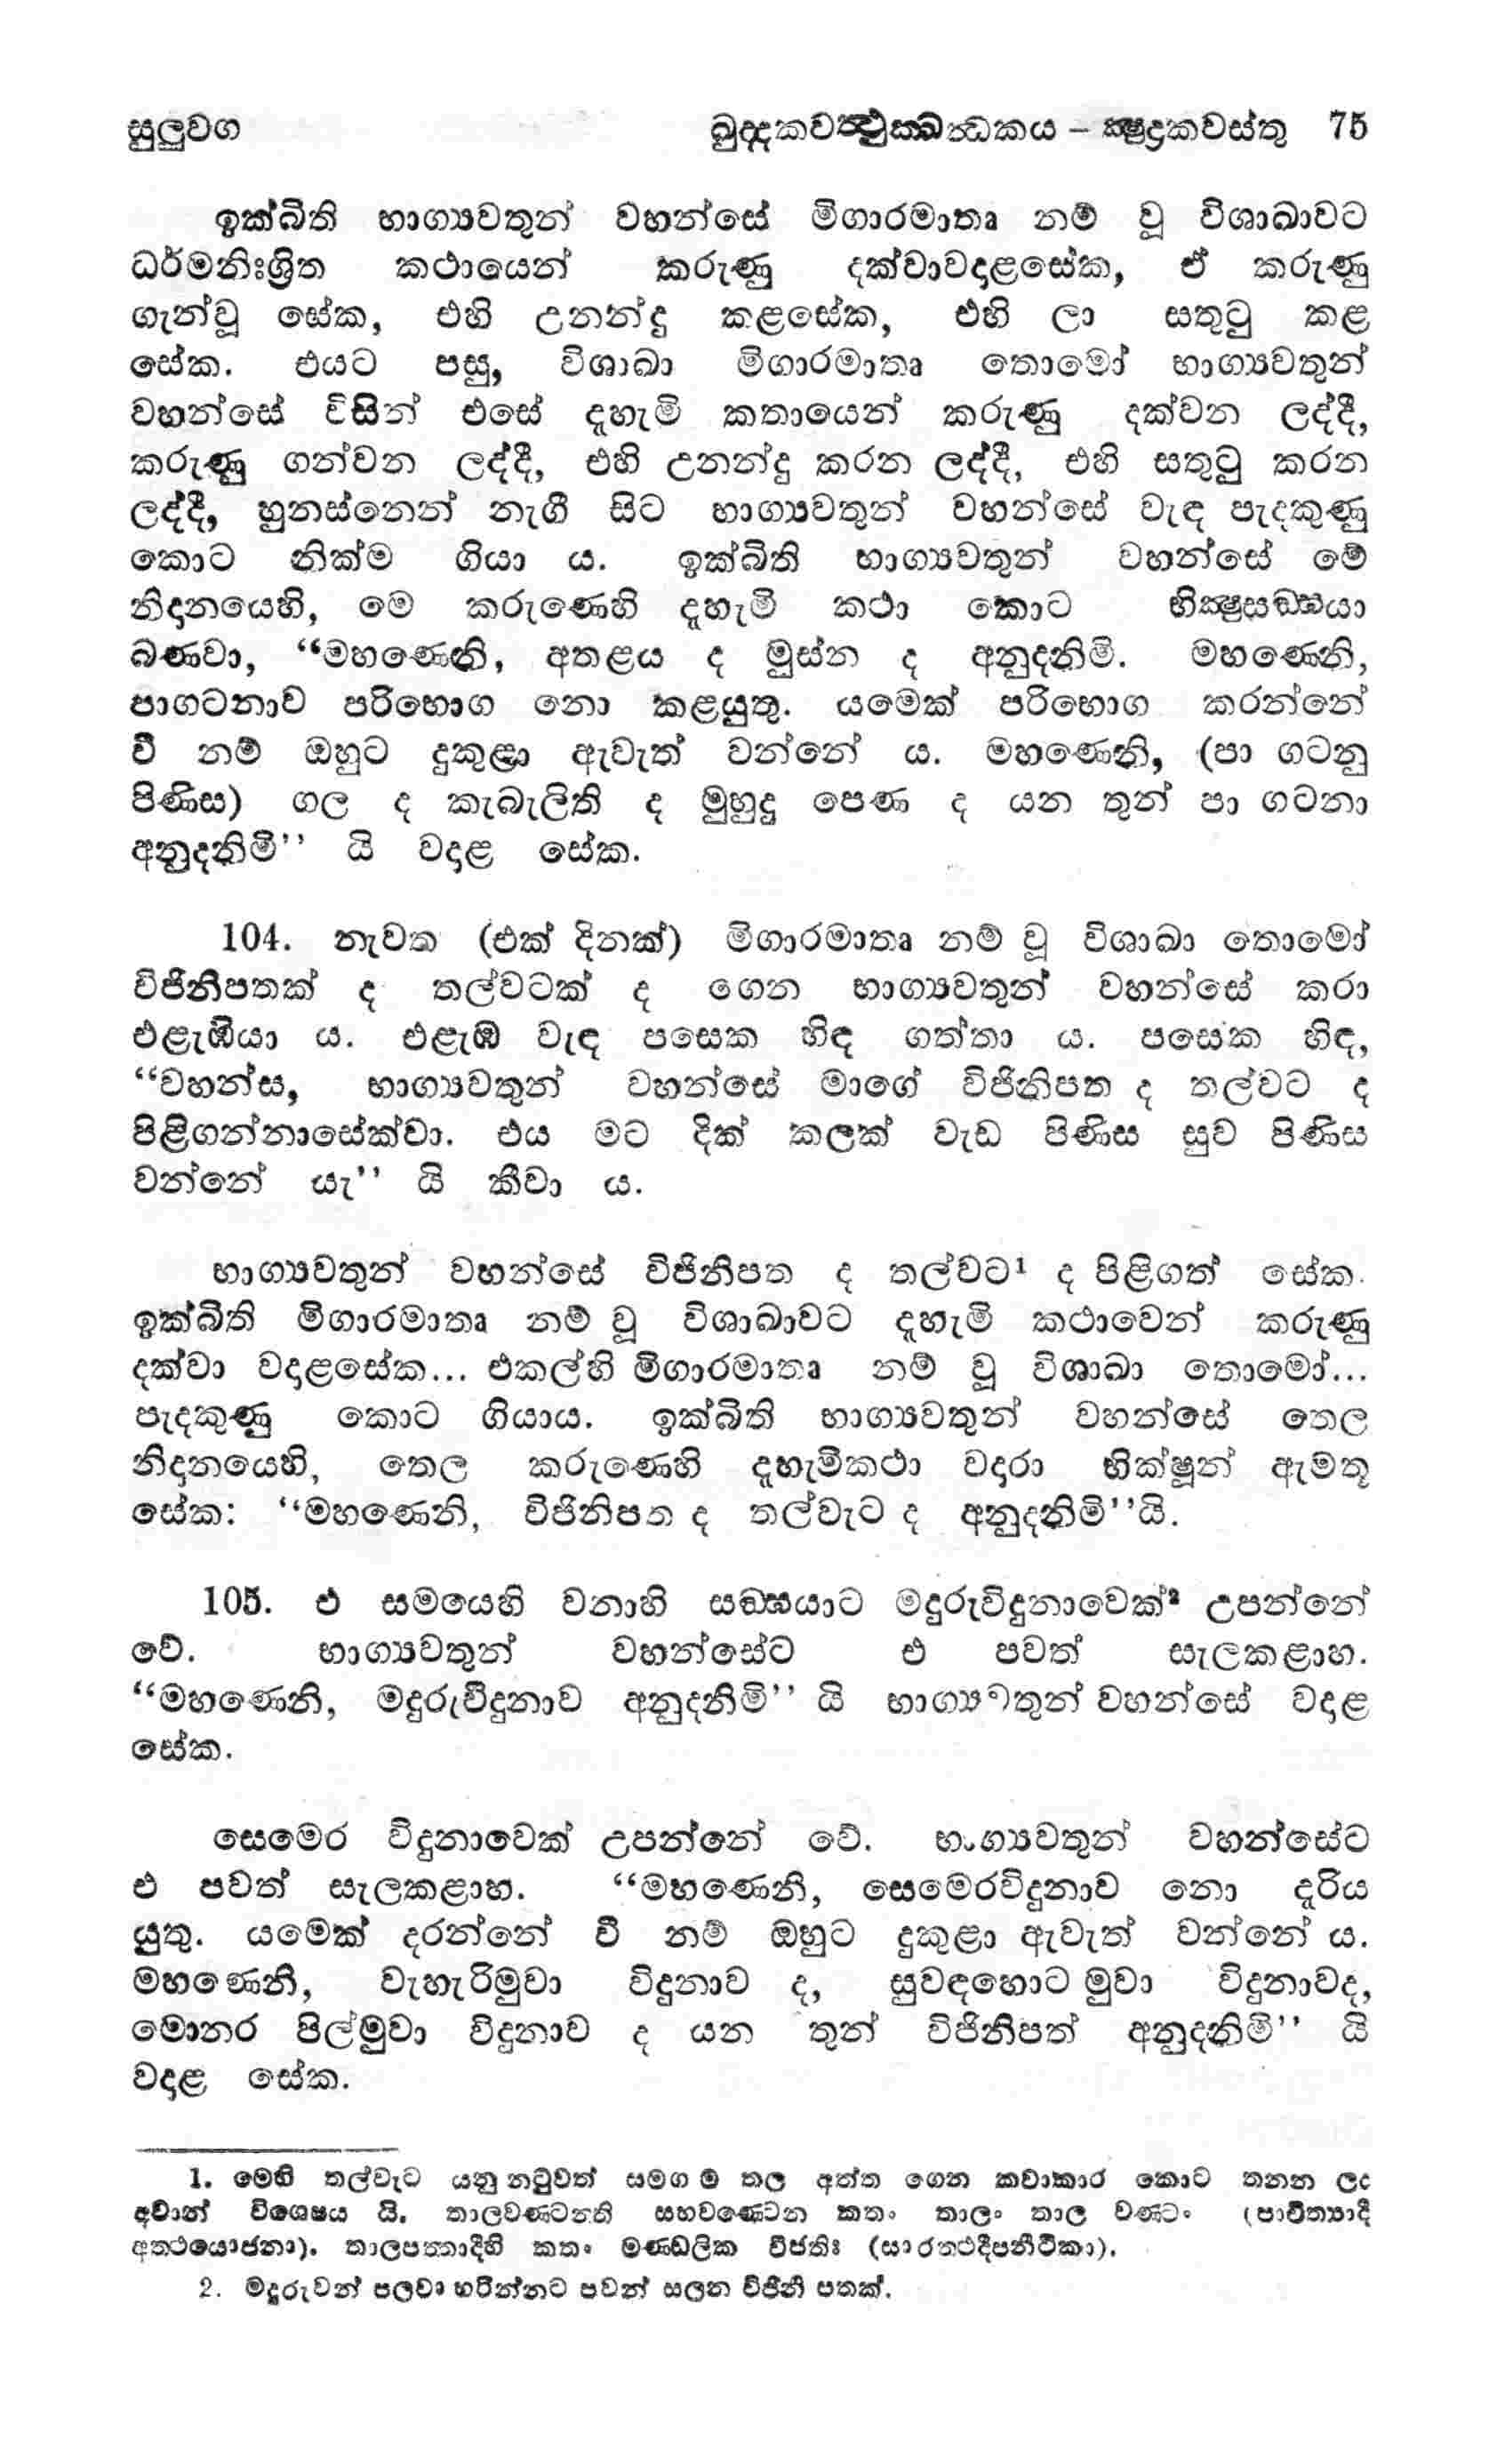 සුලුවග ඛුද්දකවත්ථුක්ඛන්ධකය – ක්‍ෂුද්‍රකවස්තු 75
ඉක්බිති භාග්‍යවතුන් වහන්සේ මිගාරමාතෘ නම් වූ විශාඛාවට
ධර්මනිඃශ්‍රිත කථායෙන් කරුණු දක්වාවදාළසේක, ඒ කරුණු
ගැන්වූ සේක, එහි උනන්දු කළසේක, එහි ලා සතුටු කළ
සේක. එයට පසු, විශාඛා මිගාරමාතෘ තොමෝ භාග්‍යවතුන්
වහන්සේ විසින් එසේ දැහැමි කතායෙන් කරුණු දක්වන ලද්දී,
කරුණු ගන්වන ලද්දී, එහි උනන්දු කරන ලද්දී, එහි සතුටු කරන
ලද්දී, හුනස්නෙන් නැගී සිට භාග්‍යවතුන් වහන්සේ වැඳ පැදකුණු
කොට නික්ම ගියා ය. ඉක්බිති භාග්‍යවතුන් වහන්සේ මේ
නිදානයෙහි, මෙ කරුණෙහි දැහැමි කථා කොට භික්‍ෂුසඞ්ඝයා
බණවා, “මහණෙනි, අතළය ද මුස්න ද අනුදනිමි. මහණෙනි,
පාගටනාව පරිභොග නො කළයුතු. යමෙක් පරිභොග කරන්නේ
වී නම් ඔහුට දුකුළා ඇවැත් වන්නේ ය. මහණෙනි, (පා ගටනු
පිණිස) ගල ද කැබැලිති ද මුහුදු පෙණ ද යන තුන් පා ගටනා
අනුදනිමි’’ යි වදාළ සේක.
104. නැවත (එක් දිනක්) මිගාරමාතෘ නම් වූ විශාඛා තොමෝ
විජිනිපතක් ද තල්වටක් ද ගෙන භාග්‍යවතුන් වහන්සේ කරා
එළැඹියා ය. එළැඹ වැඳ පසෙක හිඳ ගත්තා ය. පසෙක හිඳ,
“වහන්ස, භාග්‍යවතුන් වහන්සේ මාගේ විජිනිපත ද තල්වට ද
පිළිගන්නාසේක්වා. එය මට දික් කලක් වැඩ පිණිස සුව පිණිස
වන්නේ යැ’’ යි කීවා ය.
භාග්‍යවතුන් වහන්සේ විජිනිපත ද තල්වට¹ ද පිළිගත් සේක.
ඉක්බිති මිගාරමාතෘ නම් වූ විශාඛාවට දැහැමි කථාවෙන් කරුණු
දක්වා වදාළසේක... එකල්හි මිගාරමාතෘ නම් වූ විශාඛා තොමෝ...
පැදකුණු කොට ගියාය. ඉක්බිති භාග්‍යවතුන් වහන්සේ තෙල
නිදානයෙහි, තෙල කරුණෙහි දැහැමිකථා වදාරා භික්ෂූන් ඇමතූ
සේක: “මහණෙනි, විජිනිපත ද තල්වැට ද අනුදනිමි’’යි.
105. එ සමයෙහි වනාහි සඞ්ඝයාට මදුරුවිදුනාවෙක්² උපන්නේ
වේ. භාග්‍යවතුන් වහන්සේට එ පවත් සැලකළාහ.
“මහණෙනි, මදුරුවිදුනාව අනුදනිමි’’ යි භාග්‍යවතුන් වහන්සේ වදාළ
සේක.
සෙමෙර විදුනාවෙක් උපන්නේ වේ. භාග්‍යවතුන් වහන්සේට
එ පවත් සැලකළාහ. “මහණෙනි, සෙමෙරවිදුනාව නො දැරිය
යුතු. යමෙක් දරන්නේ වී නම් ඔහුට දුකුළා ඇවැත් වන්නේ ය.
මහණෙනි, වැහැරිමුවා විදුනාව ද, සුවඳහොට මුවා විදුනාවද,
මොනර පිල්මුවා විදුනාව ද යන තුන් විජිනිපත් අනුදනිමි’’ යි
වදාළ සේක.
1. මෙහි තල්වැට යනු නටුවත් සමග ම තල අත්ත ගෙන කවාකාර කොට තනන ලද
අවාන් විශෙෂය යි. තාලවණ්ටන්ති සහවණ්ටෙන කතං තාලං තාල වණ්ටං (පාචිත්‍යාදි
අත්ථයොජනා). තාලපත්තාදීහි කතං මණ්ඩලික වීජනිඃ (සාරත්ථදීපනීටීකා).
2. මදුරුවන් පලවා හරින්නට පවන් සලන විජිනි පතක්.